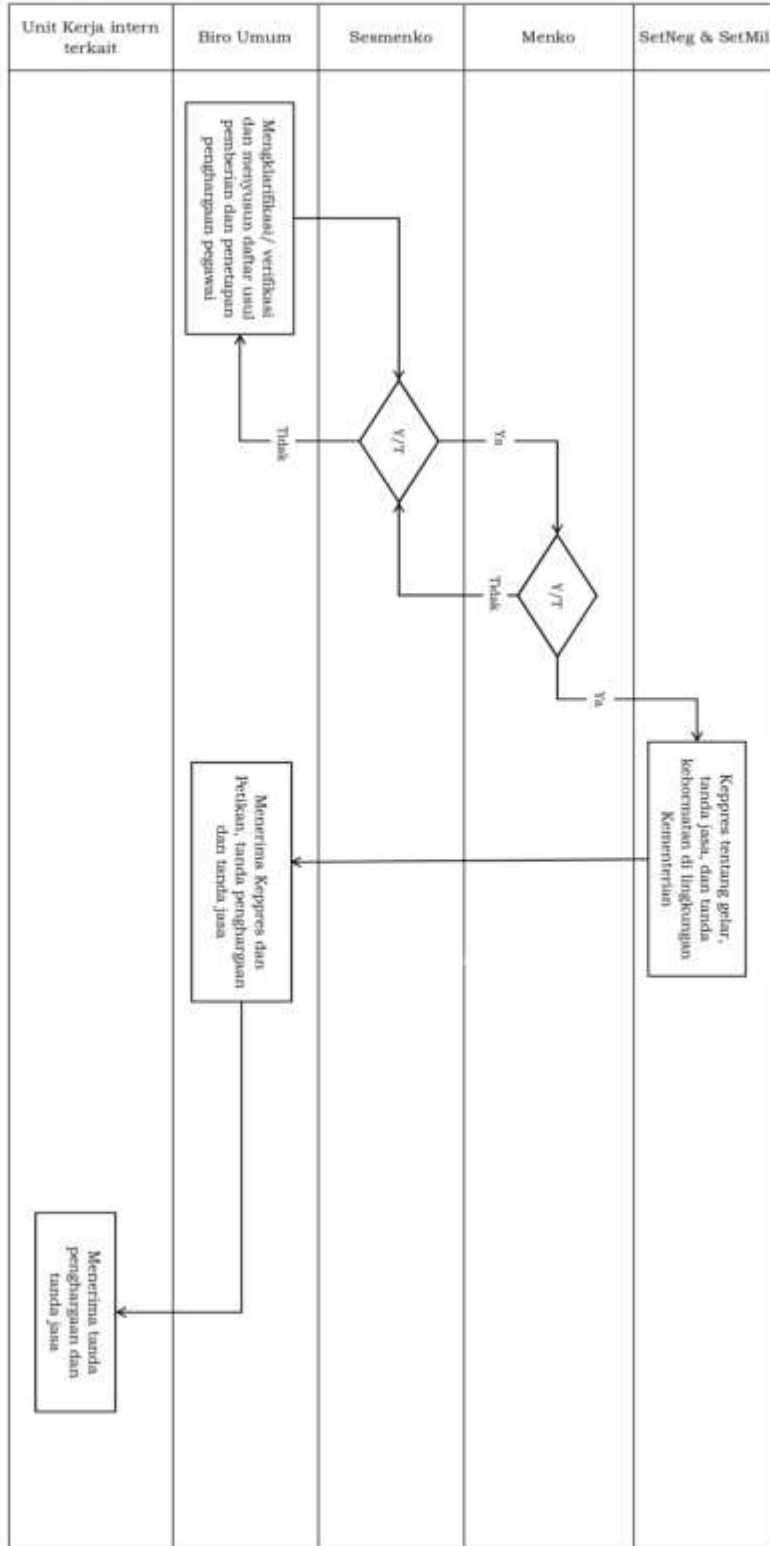 Unit Kerja intern
terkait
Biro Umum
Sesmenko
Menko
SetNeg & SetMil
Mengklarifikasi/ verifikasi
dan menyusun daftar usul
pemberian dan penetapan
penghargaan pegawai
Y/T
Tidak
Ya
Y/T
Tidak
Ya
Keppres tentang gelar,
tanda jasa, dan tanda
kehormatan di lingkungan
Kementerian
Menerima Keppres dan
Petikan, tanda penghargaan
dan tanda jasa
Menerima tanda
penghargaan dan
tanda jasa